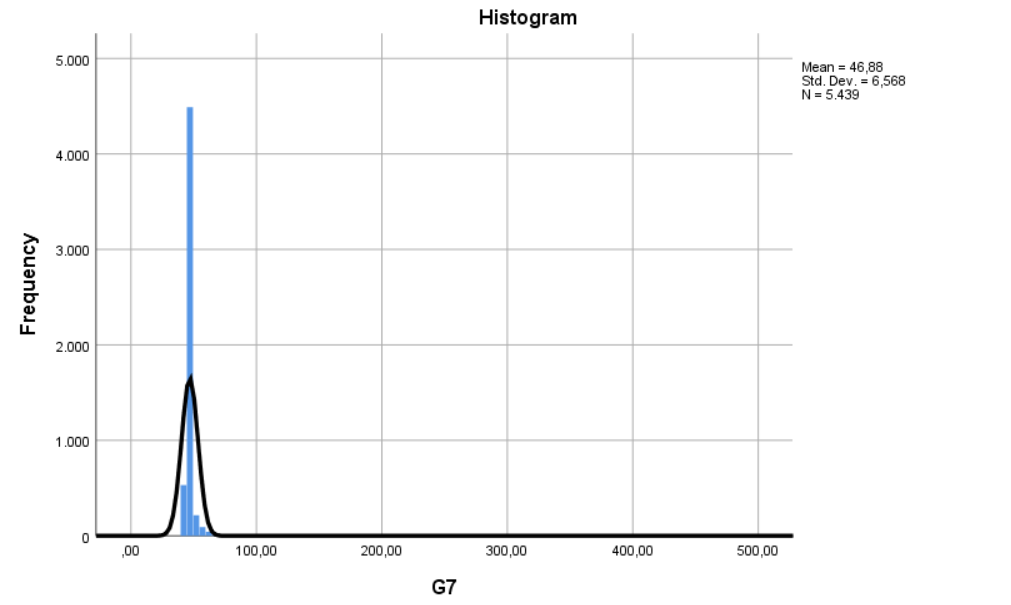 Histogram
Mean = 46,88
Std. Dev. = 6,568
N = 5.439
Frequency
5.000
4.000
3.000
2.000
1.000
0
,00
100,00
200,00
300,00
400,00
500,00
G7